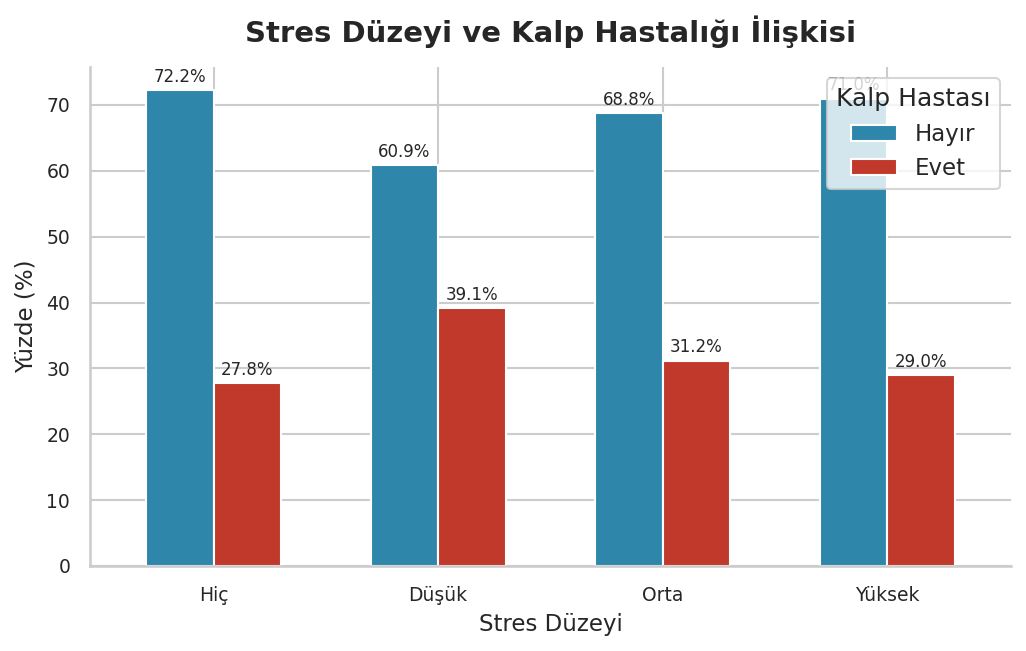 Stres Düzeyi ve Kalp Hastalığı İlişkisi
72.2%
27.8%
60.9%
39.1%
68.8%
31.2%
71.0%
29.0%
Kalp Hastası
Hayır
Evet
Yüzde (%)
70
60
50
40
30
20
10
0
Hiç
Düşük
Orta
Yüksek
Stres Düzeyi